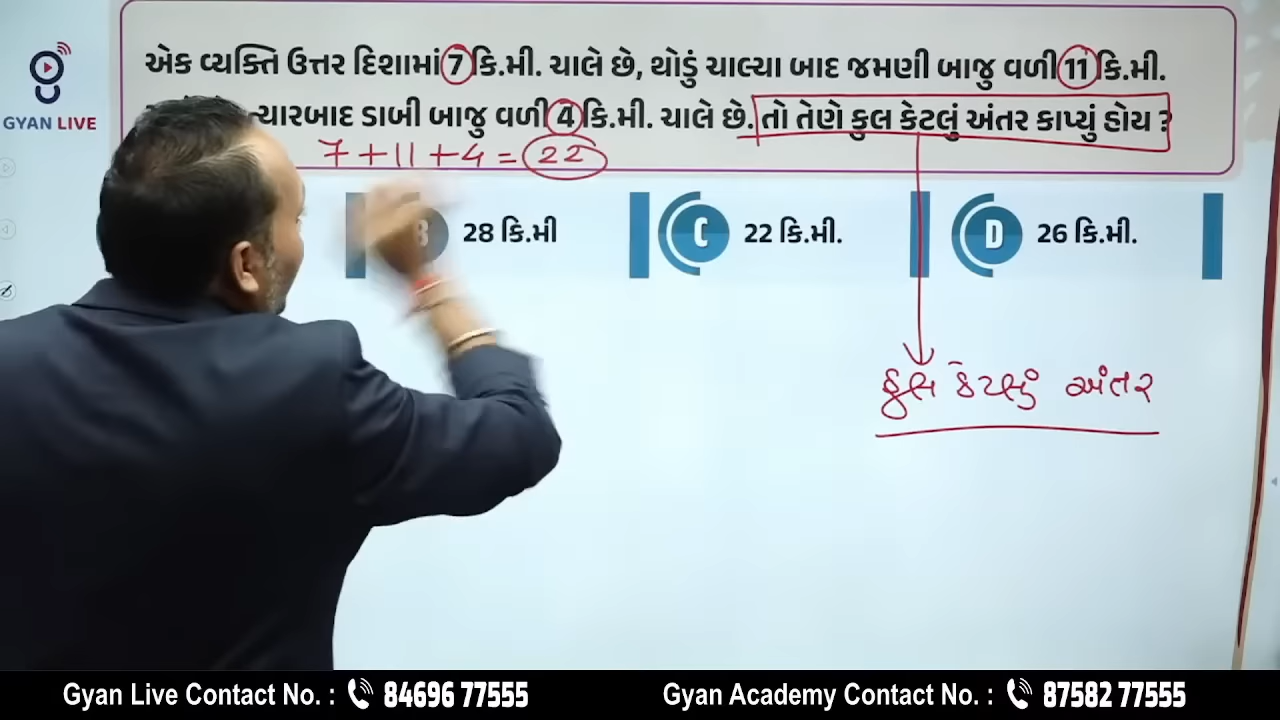 એક વ્યક્તિ ઉત્તર દિશામાં 7 કિ.મી. ચાલે છે, થોડું ચાલ્યા બાદ જમણી બાજુ વળી 11 કિ.મી.
ત્યારબાદ ડાબી બાજુ વળી 4 કિ.મી. ચાલે છે. તો તેણે કુલ કેટલું અંતર કાપ્યું હોય ?
GYAN LIVE
7 + 11 + 4 = 22
B 28 કિ.મી
C 22 કિ.મી.
D 26 કિ.મી.
કુલ કેટલું અંતર
Gyan Live Contact No. : 84696 77555
Gyan Academy Contact No. : 87582 77555